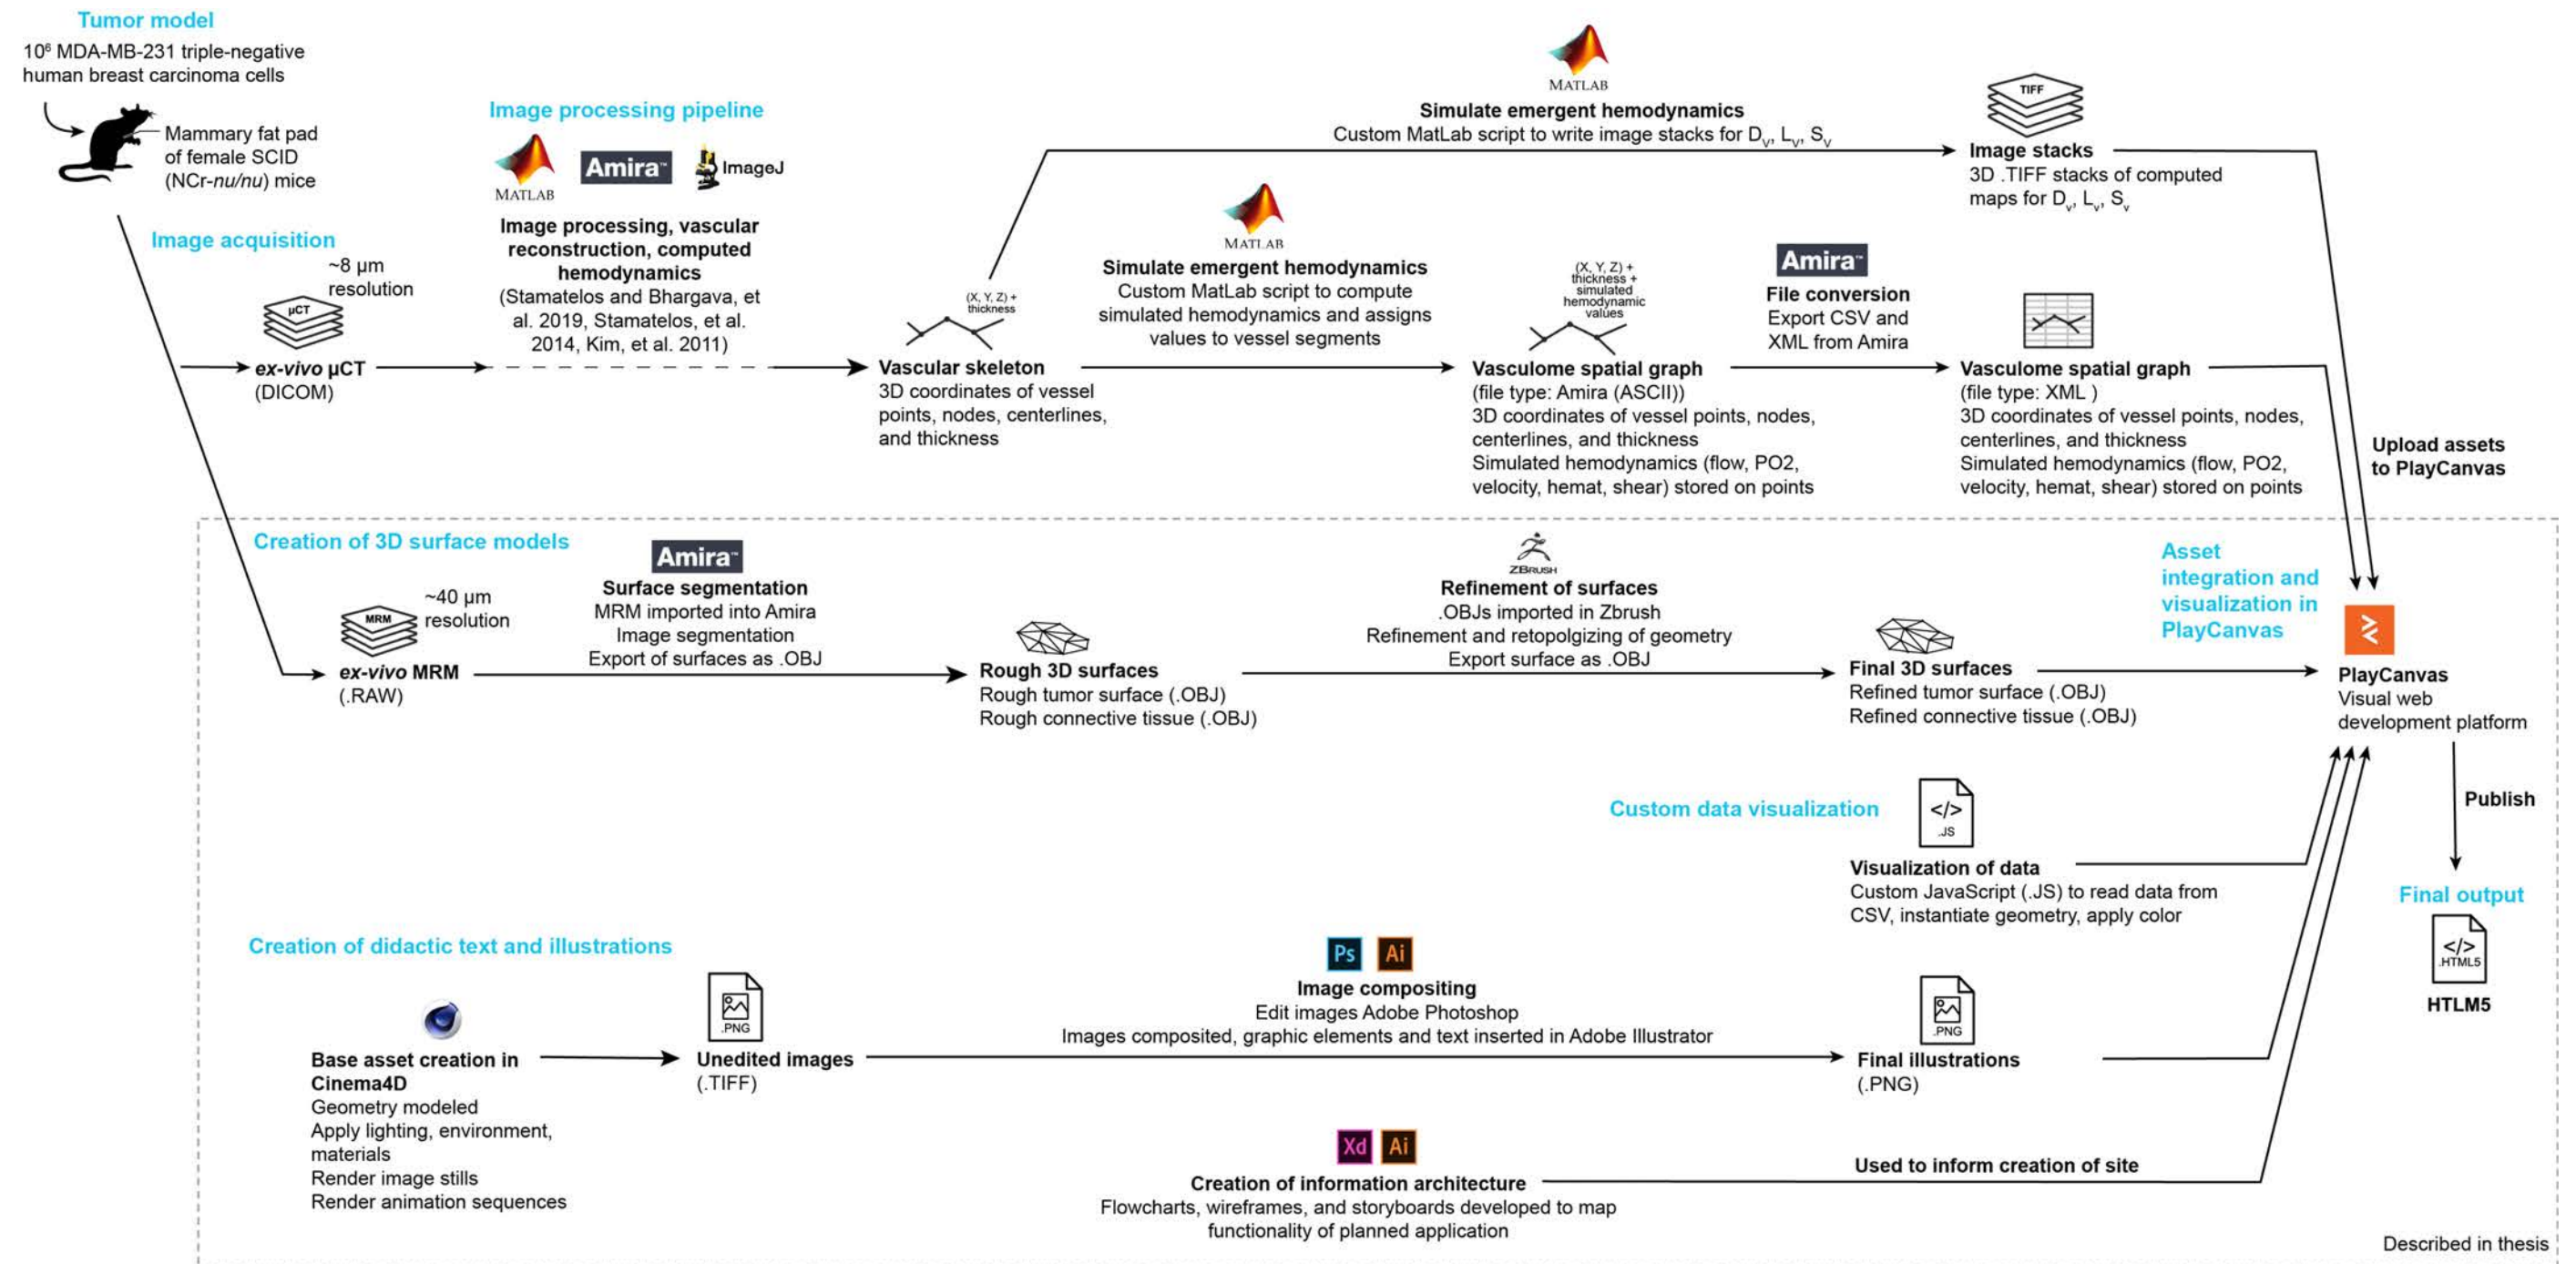 Tumor model
10⁶ MDA-MB-231 triple-negative
human breast carcinoma cells
Mammary fat pad
of female SCID
(NCr-nu/nu) mice
Image acquisition
~8 µm
resolution
µCT
ex-vivo µCT
(DICOM)
Image processing pipeline
MATLAB
Amira™
ImageJ
Image processing, vascular
reconstruction, computed
hemodynamics
(Stamatelos and Bhargava, et
al. 2019, Stamatelos, et al.
2014, Kim, et al. 2011)
(X, Y, Z) +
thickness
Vascular skeleton
3D coordinates of vessel
points, nodes, centerlines,
and thickness
MATLAB
Simulate emergent hemodynamics
Custom MatLab script to write image stacks for Dv, Lv, Sv
TIFF
Image stacks
3D .TIFF stacks of computed
maps for Dv, Lv, Sv
MATLAB
Simulate emergent hemodynamics
Custom MatLab script to compute
simulated hemodynamics and assigns
values to vessel segments
(X, Y, Z) +
thickness +
simulated
hemodynamic
values
Vasculome spatial graph
(file type: Amira (ASCII))
3D coordinates of vessel points, nodes,
centerlines, and thickness
Simulated hemodynamics (flow, PO2,
velocity, hemat, shear) stored on points
Amira™
File conversion
Export CSV and
XML from Amira
Vasculome spatial graph
(file type: XML )
3D coordinates of vessel points, nodes,
centerlines, and thickness
Simulated hemodynamics (flow, PO2,
velocity, hemat, shear) stored on points
Upload assets
to PlayCanvas
Creation of 3D surface models
~40 µm
resolution
MRM
ex-vivo MRM
(.RAW)
Amira™
Surface segmentation
MRM imported into Amira
Image segmentation
Export of surfaces as .OBJ
Rough 3D surfaces
Rough tumor surface (.OBJ)
Rough connective tissue (.OBJ)
ZBRUSH
Refinement of surfaces
.OBJs imported in Zbrush
Refinement and retopolgizing of geometry
Export surface as .OBJ
Final 3D surfaces
Refined tumor surface (.OBJ)
Refined connective tissue (.OBJ)
Asset
integration and
visualization in
PlayCanvas
PlayCanvas
Visual web
development platform
Publish
Final output
</>
.HTML5
HTLM5
Custom data visualization
</>
.JS
Visualization of data
Custom JavaScript (.JS) to read data from
CSV, instantiate geometry, apply color
Creation of didactic text and illustrations
Base asset creation in
Cinema4D
Geometry modeled
Apply lighting, environment,
materials
Render image stills
Render animation sequences
.PNG
Unedited images
(.TIFF)
Ps Ai
Image compositing
Edit images Adobe Photoshop
Images composited, graphic elements and text inserted in Adobe Illustrator
.PNG
Final illustrations
(.PNG)
Xd Ai
Creation of information architecture
Flowcharts, wireframes, and storyboards developed to map
functionality of planned application
Used to inform creation of site
Described in thesis